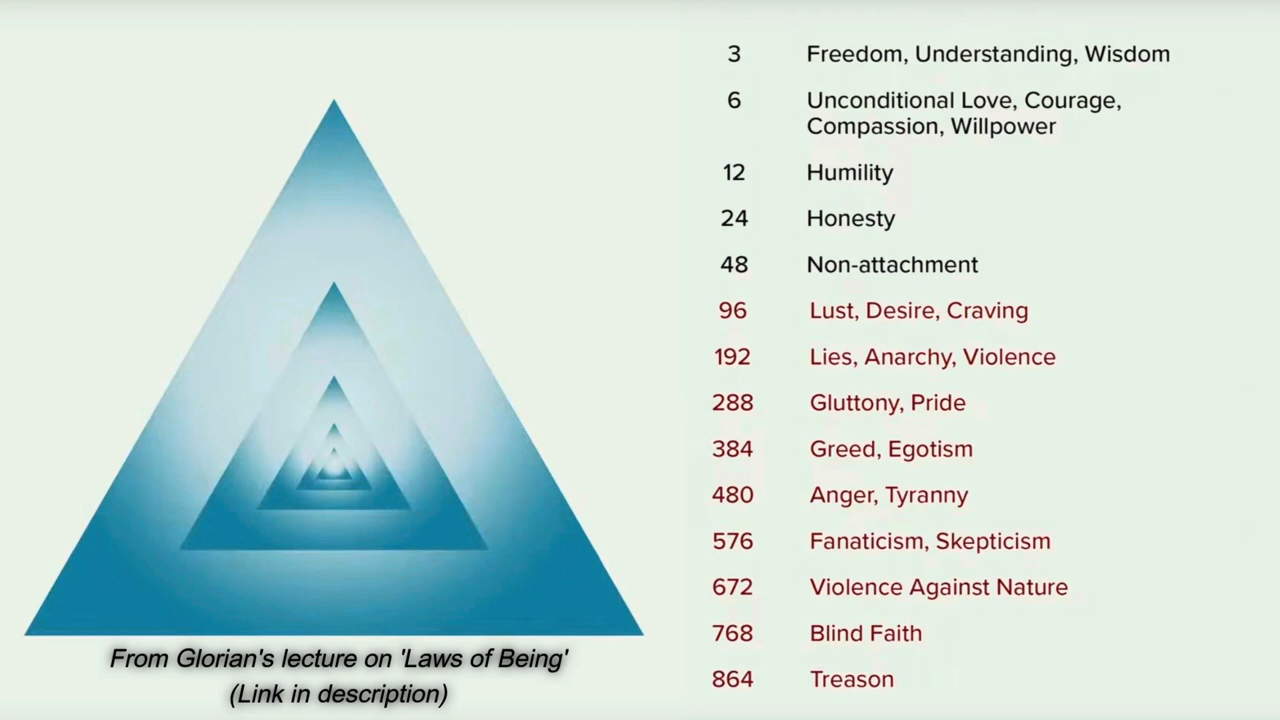 3 Freedom, Understanding, Wisdom
6 Unconditional Love, Courage,
Compassion, Willpower
12 Humility
24 Honesty
48 Non-attachment
96 Lust, Desire, Craving
192 Lies, Anarchy, Violence
288 Gluttony, Pride
384 Greed, Egotism
480 Anger, Tyranny
576 Fanaticism, Skepticism
672 Violence Against Nature
768 Blind Faith
864 Treason
From Glorian's lecture on 'Laws of Being'
(Link in description)